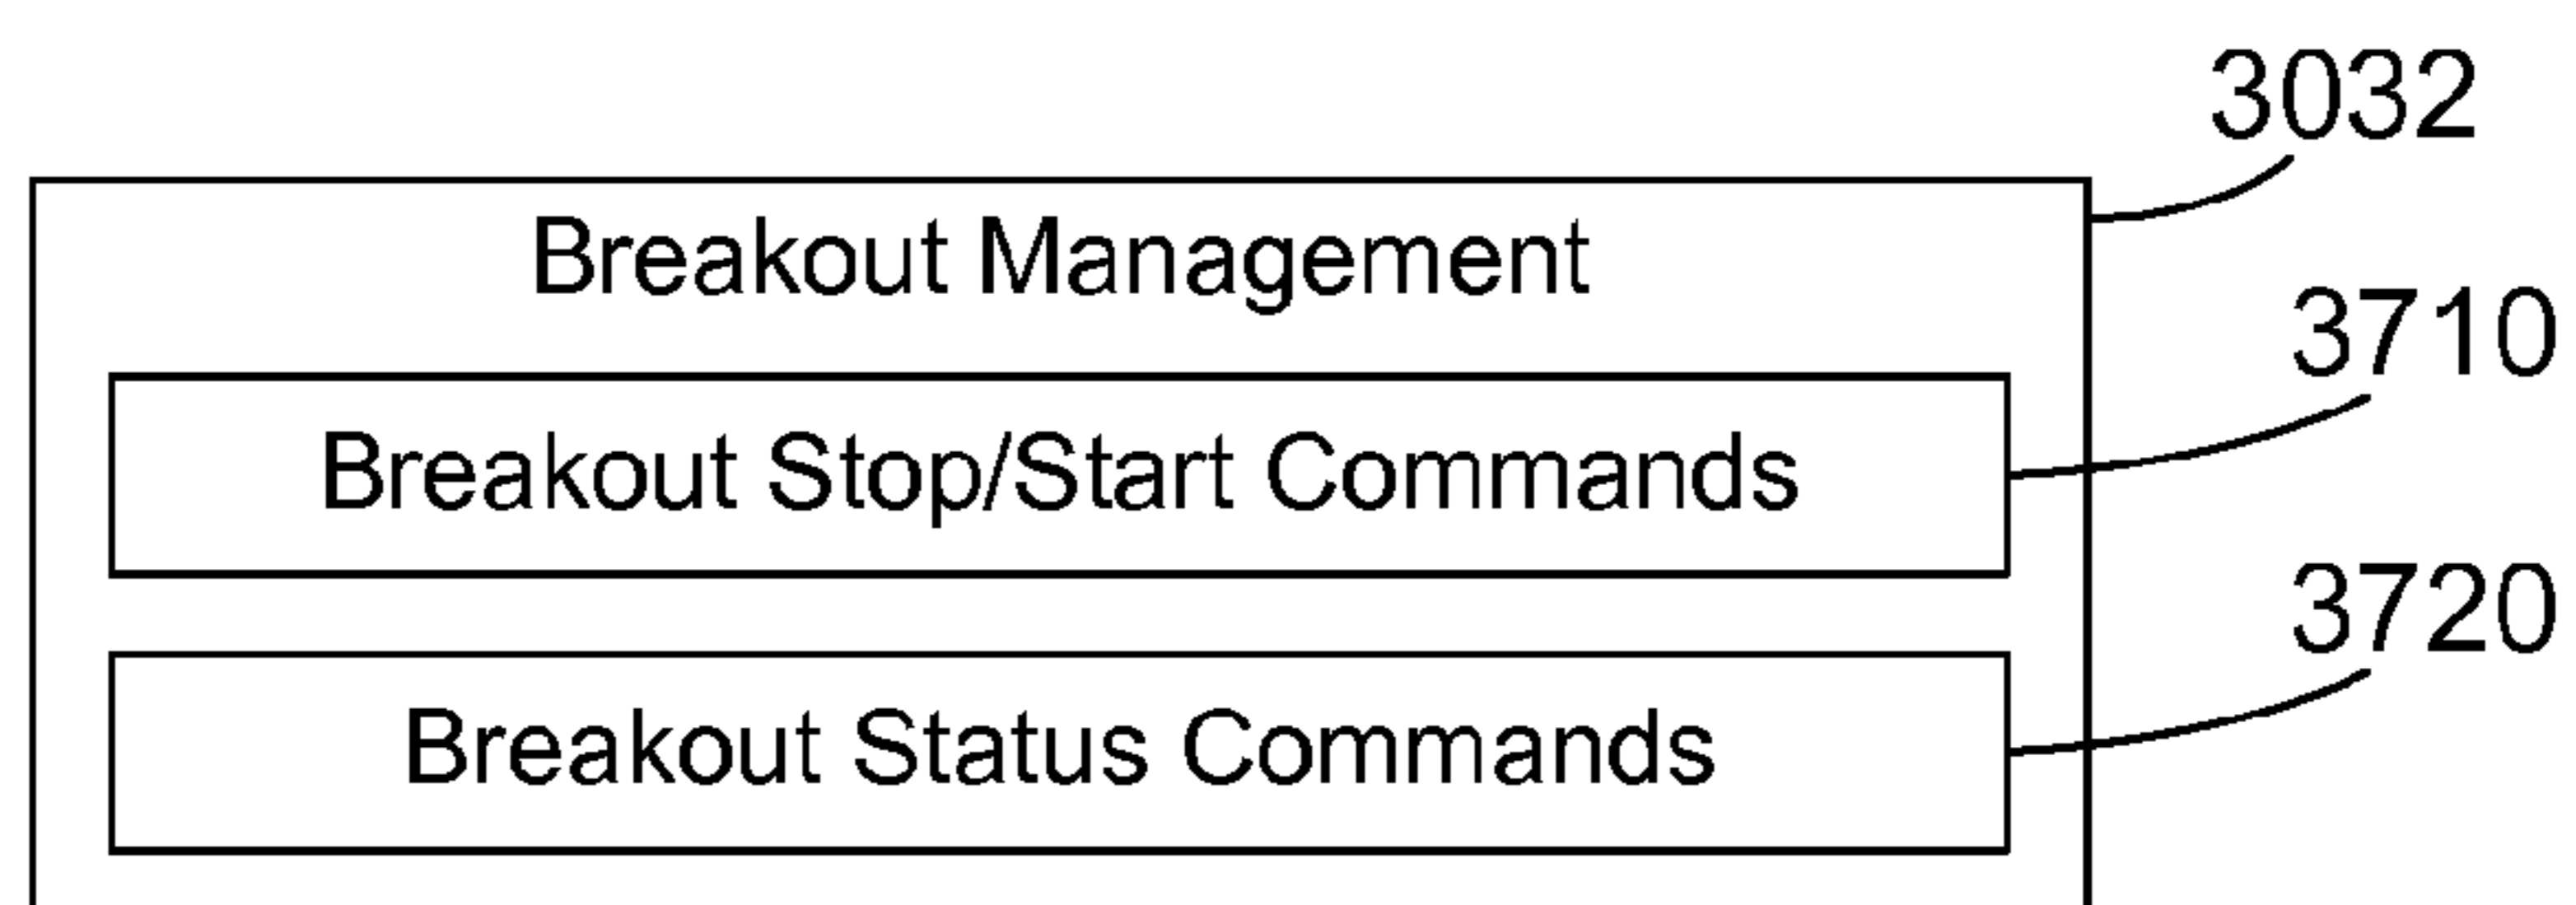 3032
Breakout Management
3710
Breakout Stop/Start Commands
3720
Breakout Status Commands